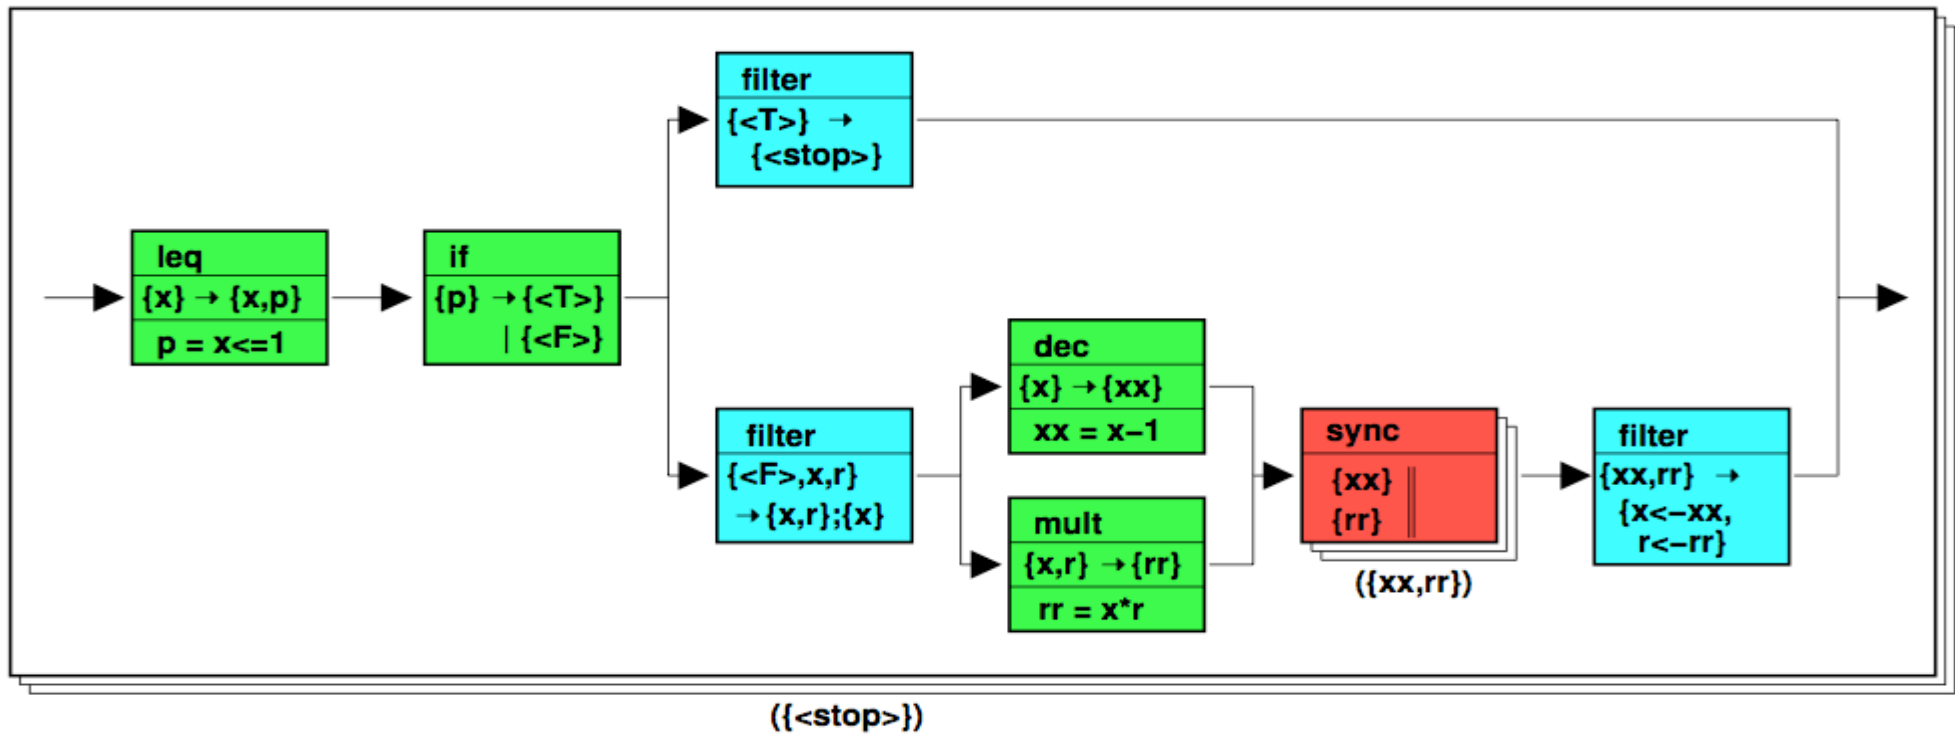 filter
{<T>} →
{<stop>}
leq
{x} → {x,p}
p = x<=1
if
{p} → {<T>}
| {<F>}
filter
{<F>,x,r}
→ {x,r};{x}
dec
{x} → {xx}
xx = x−1
mult
{x,r} → {rr}
rr = x*r
sync
{xx} ||
{rr}
({xx,rr})
filter
{xx,rr} →
{x<−xx,
r<−rr}
({<stop>})